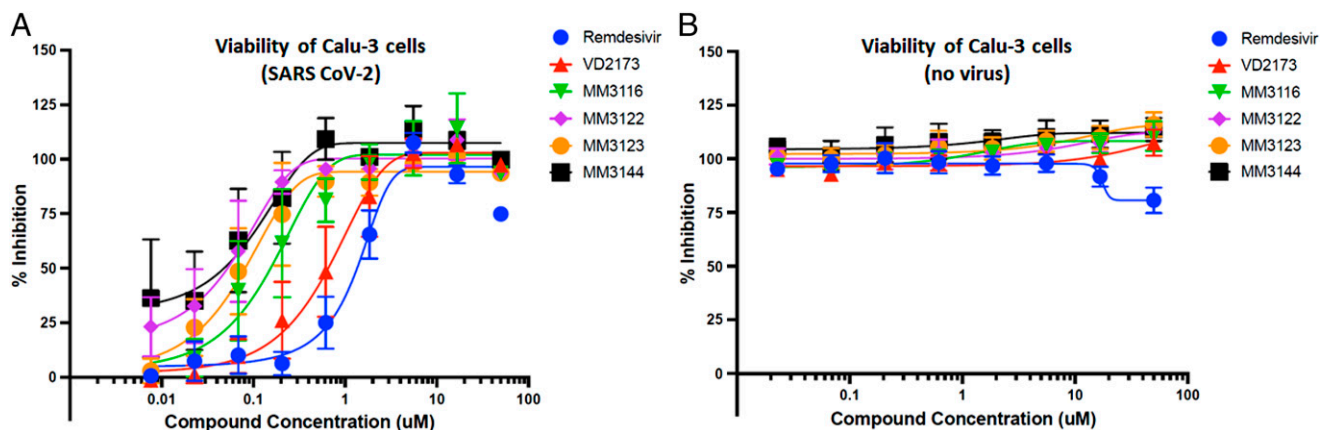 A
Viability of Calu-3 cells
(SARS CoV-2)
% Inhibition
150
125
100
75
50
25
0
0.01
0.1
1
10
100
Compound Concentration (uM)
Remdesivir
VD2173
MM3116
MM3122
MM3123
MM3144
B
Viability of Calu-3 cells
(no virus)
% Inhibition
150
125
100
75
50
25
0
0.1
1
10
100
Compound Concentration (uM)
Remdesivir
VD2173
MM3116
MM3122
MM3123
MM3144